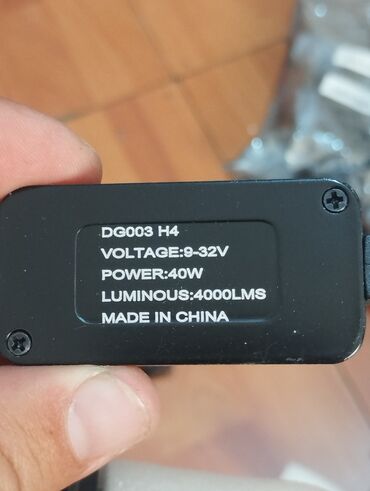 DG003 H4
VOLTAGE:9-32V
POWER:40W
LUMINOUS:4000LMS
MADE IN CHINA